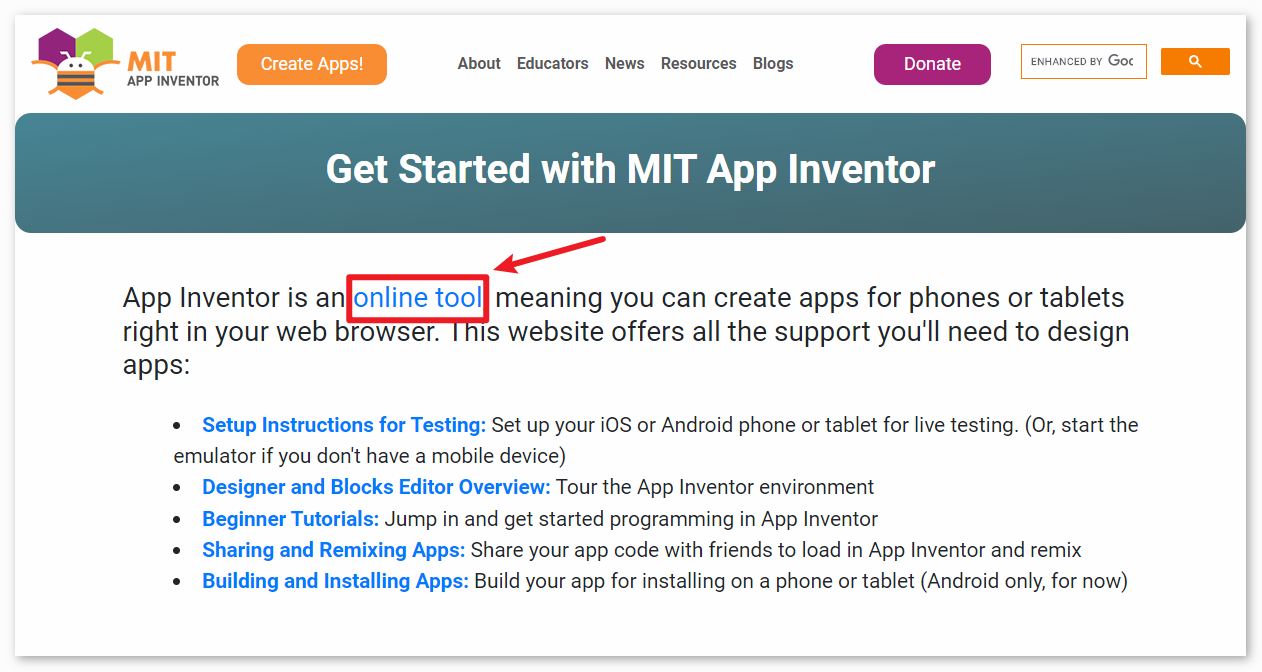 MIT
APP INVENTOR
Create Apps!
About Educators News Resources Blogs
Donate
ENHANCED BY
Get Started with MIT App Inventor
App Inventor is an online tool meaning you can create apps for phones or tablets
right in your web browser. This website offers all the support you'll need to design
apps:
• Setup Instructions for Testing: Set up your iOS or Android phone or tablet for live testing. (Or, start the
emulator if you don't have a mobile device)
• Designer and Blocks Editor Overview: Tour the App Inventor environment
• Beginner Tutorials: Jump in and get started programming in App Inventor
• Sharing and Remixing Apps: Share your app code with friends to load in App Inventor and remix
• Building and Installing Apps: Build your app for installing on a phone or tablet (Android only, for now)